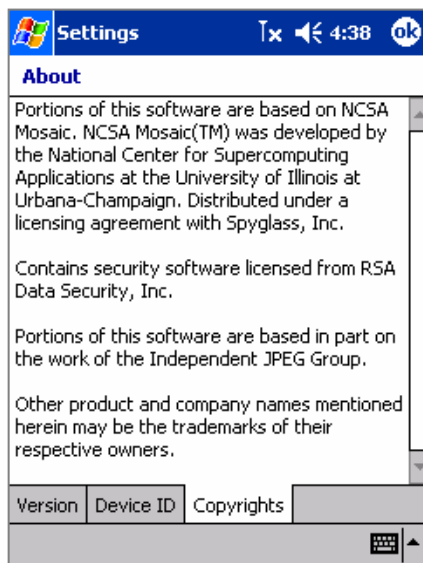 Settings 4:38 ok
About
Portions of this software are based on NCSA
Mosaic. NCSA Mosaic(TM) was developed by
the National Center for Supercomputing
Applications at the University of Illinois at
Urbana-Champaign. Distributed under a
licensing agreement with Spyglass, Inc.
Contains security software licensed from RSA
Data Security, Inc.
Portions of this software are based in part on
the work of the Independent JPEG Group.
Other product and company names mentioned
herein may be the trademarks of their
respective owners.
Version Device ID Copyrights